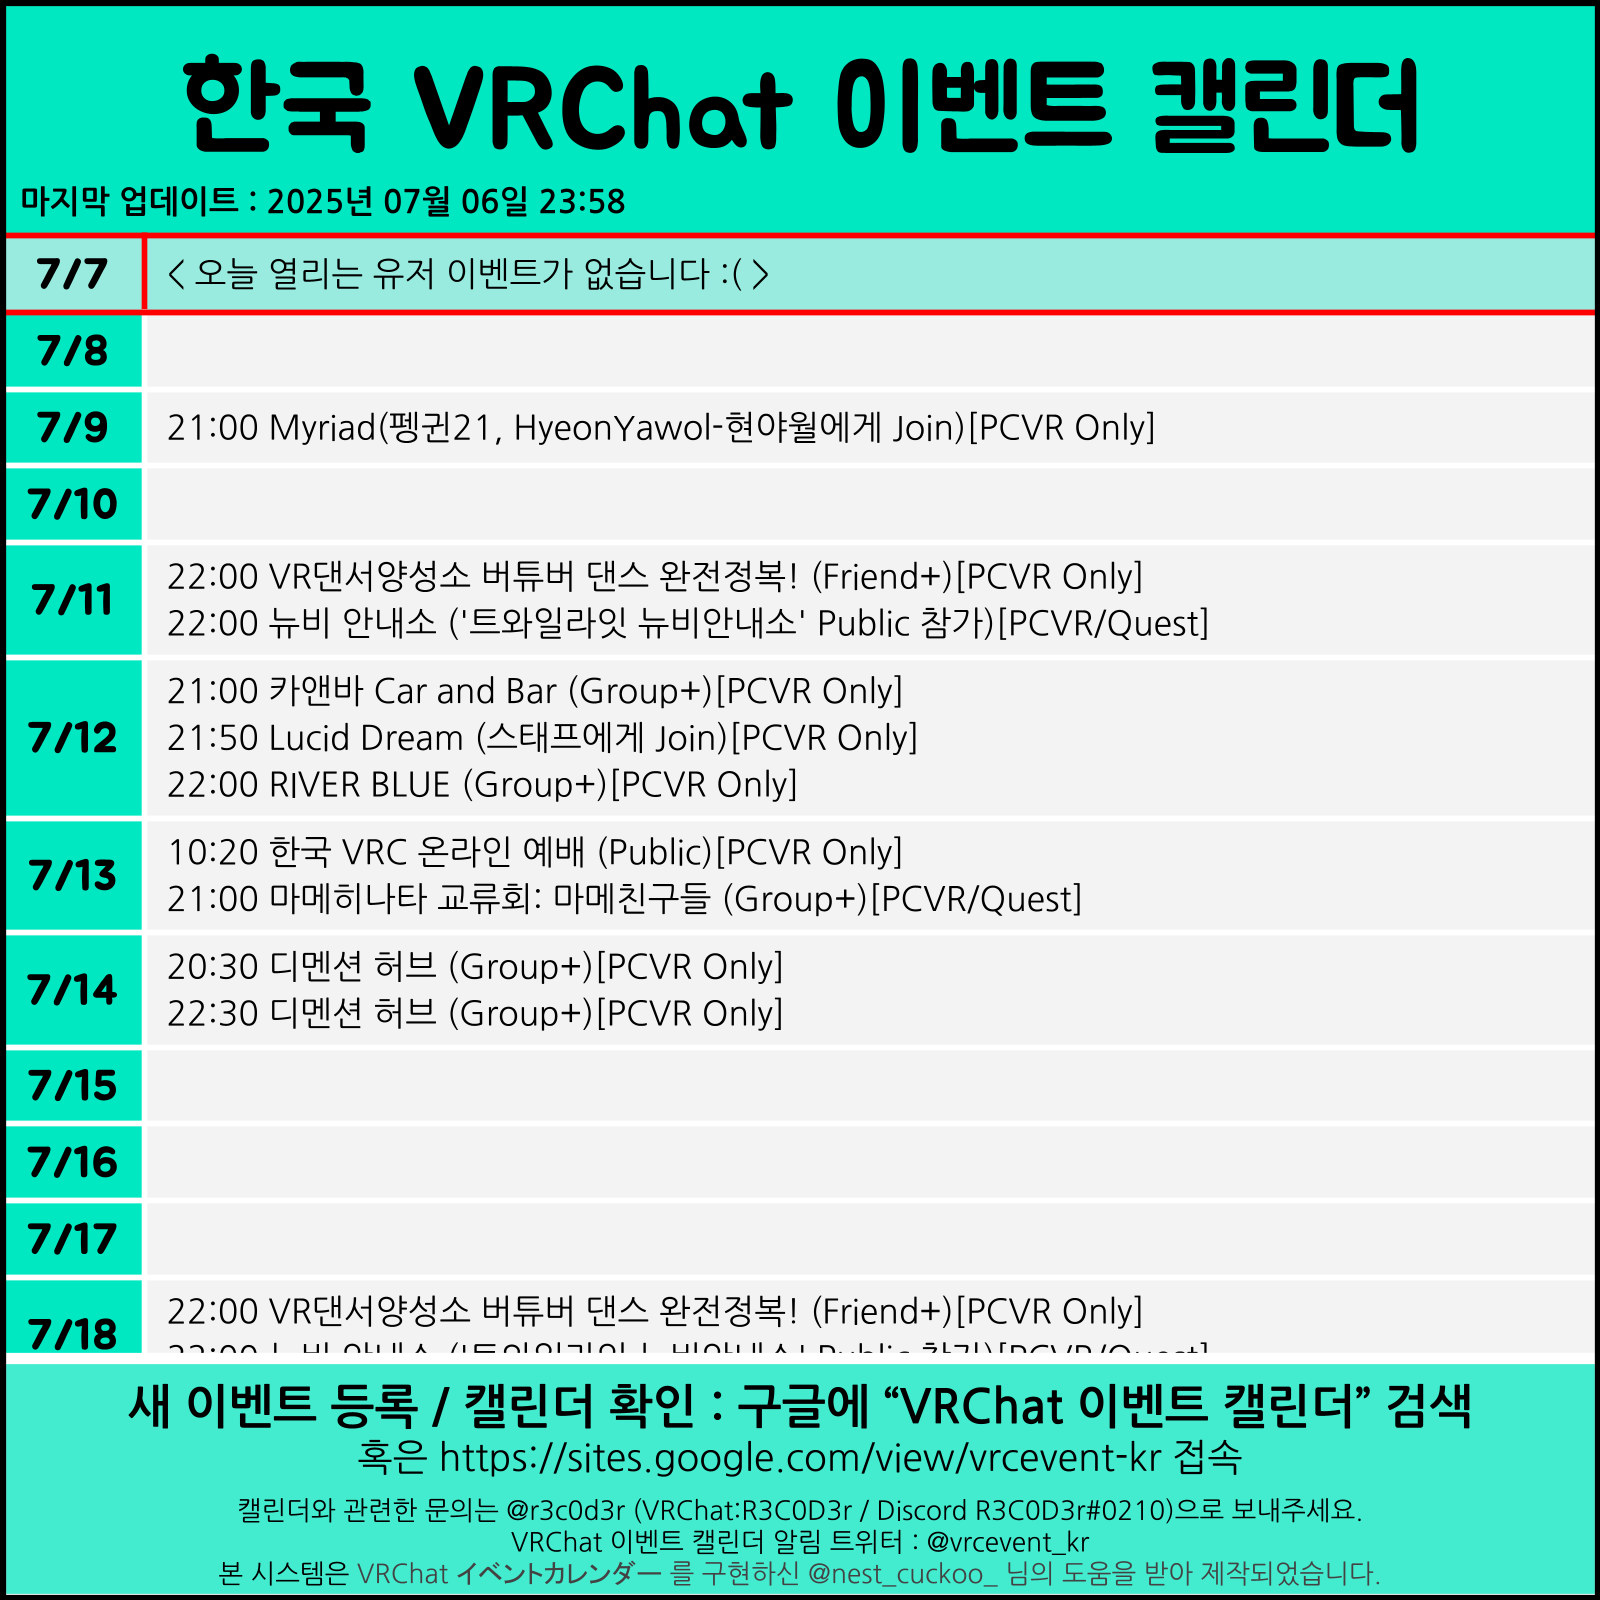 한국 VRChat 이벤트 캘린더
마지막 업데이트 : 2025년 07월 06일 23:58
7/7 < 오늘 열리는 유저 이벤트가 없습니다 :( >
7/8
7/9 21:00 Myriad(펭귄21, HyeonYawol-현야월에게 Join)[PCVR Only]
7/10
7/11
22:00 VR댄서양성소 버튜버 댄스 완전정복! (Friend+)[PCVR Only]
22:00 뉴비 안내소 ('트와일라잇 뉴비안내소' Public 참가)[PCVR/Quest]
7/12
21:00 카앤바 Car and Bar (Group+)[PCVR Only]
21:50 Lucid Dream (스태프에게 Join)[PCVR Only]
22:00 RIVER BLUE (Group+)[PCVR Only]
7/13
10:20 한국 VRC 온라인 예배 (Public)[PCVR Only]
21:00 마메히나타 교류회: 마메친구들 (Group+)[PCVR/Quest]
7/14
20:30 디멘션 허브 (Group+)[PCVR Only]
22:30 디멘션 허브 (Group+)[PCVR Only]
7/15
7/16
7/17
7/18
22:00 VR댄서양성소 버튜버 댄스 완전정복! (Friend+)[PCVR Only]
새 이벤트 등록 / 캘린더 확인 : 구글에 “VRChat 이벤트 캘린더” 검색
혹은 https://sites.google.com/view/vrcevent-kr 접속
캘린더와 관련한 문의는 @r3c0d3r (VRChat:R3C0D3r / Discord R3C0D3r#0210)으로 보내주세요.
VRChat 이벤트 캘린더 알림 트위터 : @vrcevent_kr
본 시스템은 VRChat イベントカレンダー 를 구현하신 @nest_cuckoo_ 님의 도움을 받아 제작되었습니다.